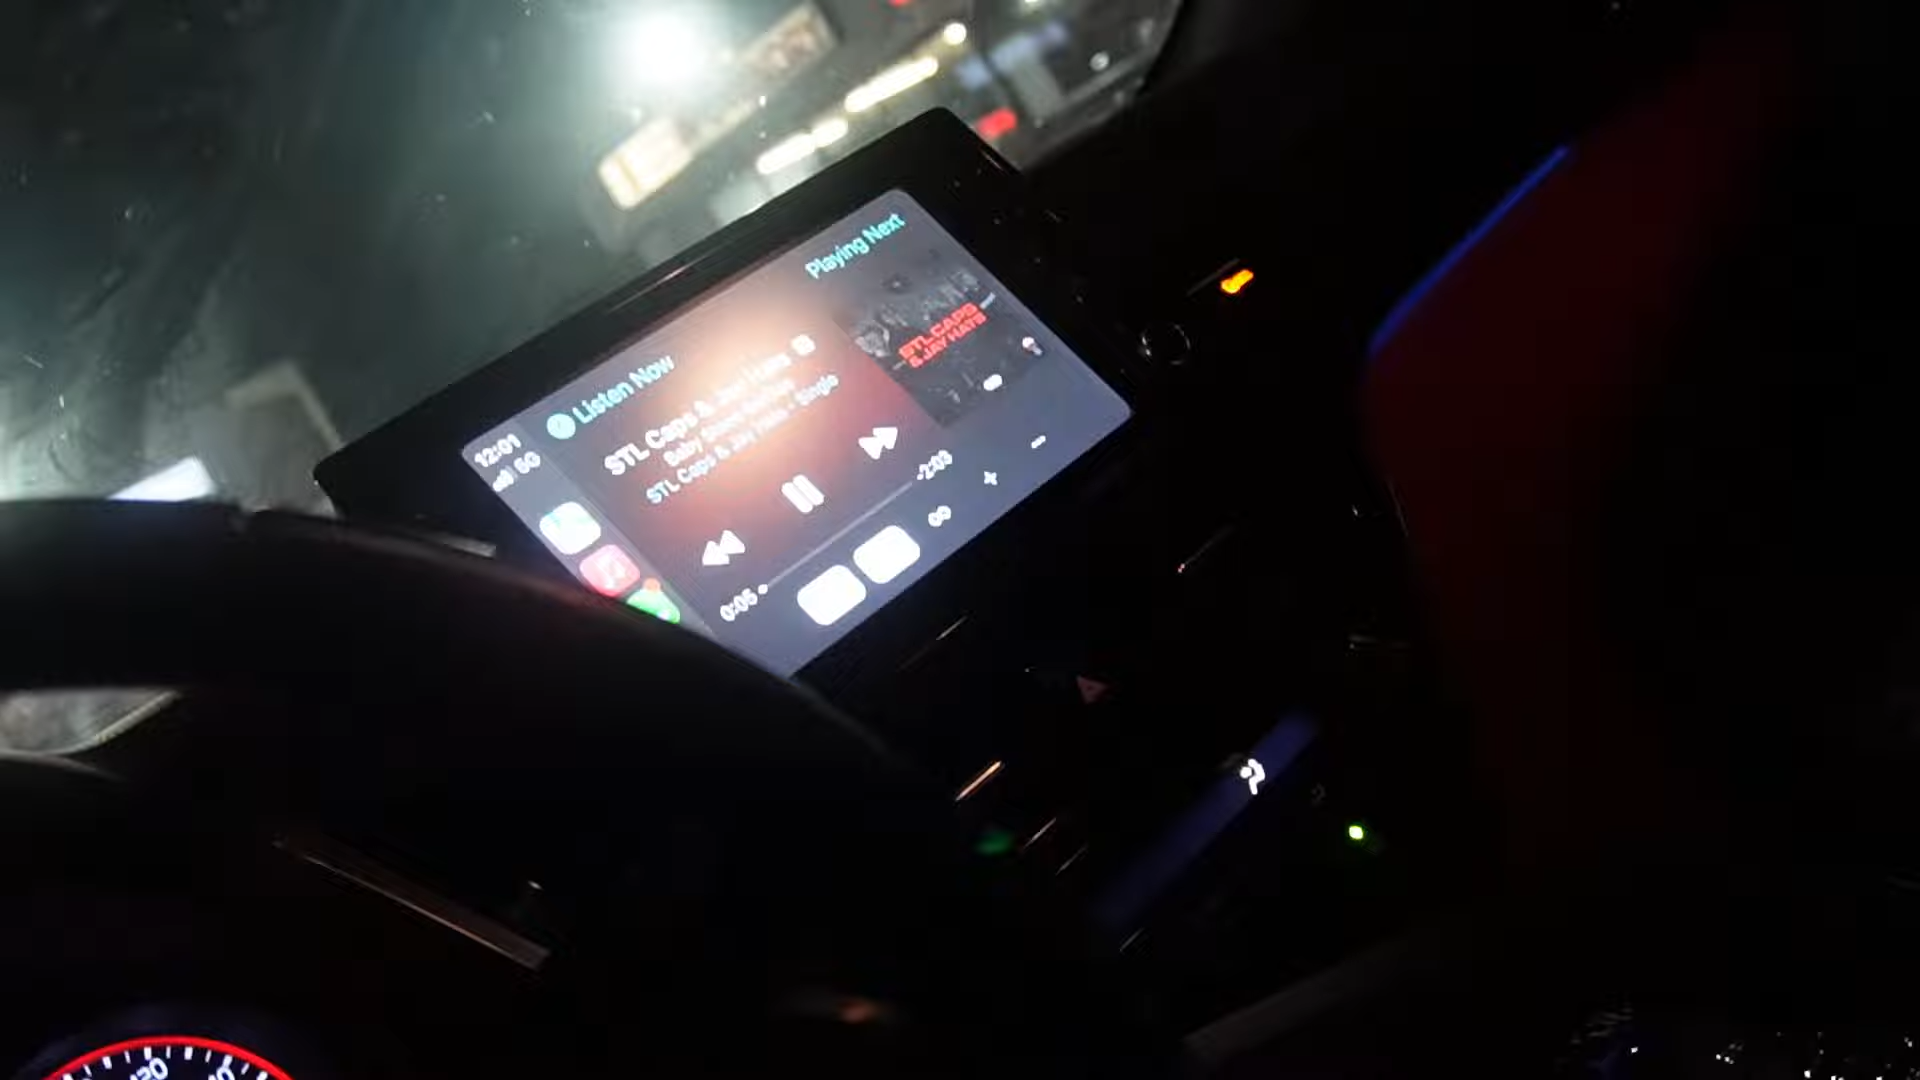 Playing Next
Listen Now
12:01
5G
STL Caps & Jay Hats
STL Caps & Jay Hats - Single
STL CAPS
& JAY HATS
0:05
-2:03
120